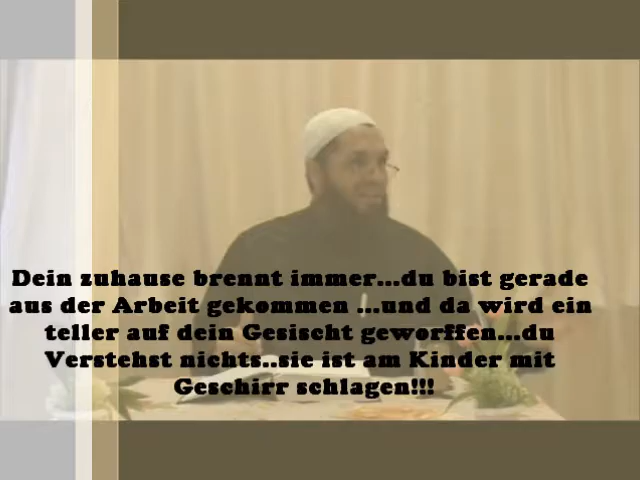 Dein zuhause brennt immer...du bist gerade
aus der Arbeit gekommen ...und da wird ein
teller auf dein Gesischt geworffen...du
Verstehst nichts..sie ist am Kinder mit
Geschirr schlagen!!!